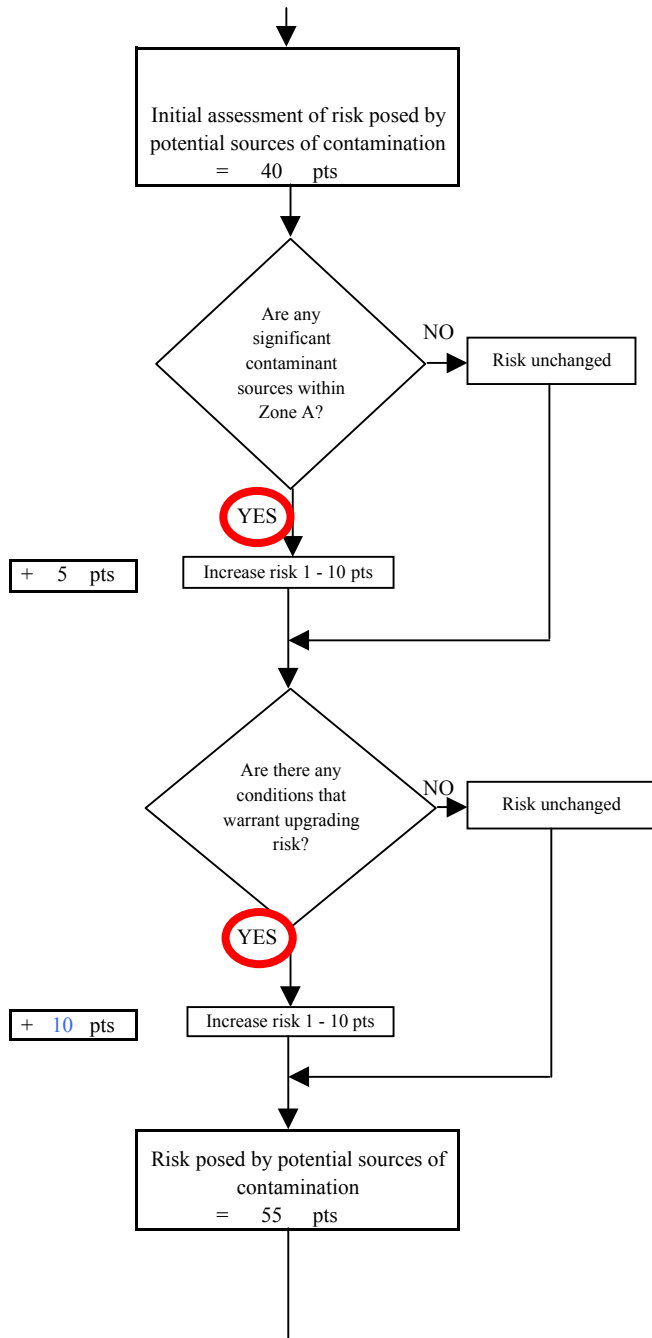 Initial assessment of risk posed by
potential sources of contamination
= 40 pts
Are any
significant
contaminant
sources within
Zone A?
NO
Risk unchanged
YES
+ 5 pts
Increase risk 1 - 10 pts
Are there any
conditions that
warrant upgrading
risk?
NO
Risk unchanged
YES
+ 10 pts
Increase risk 1 - 10 pts
Risk posed by potential sources of
contamination
= 55 pts